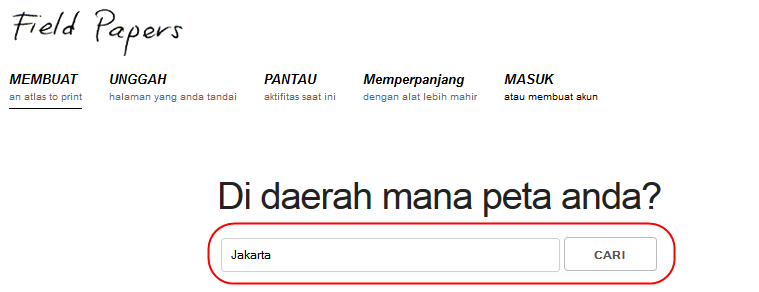 Field Papers
MEMBUAT UNGGAH PANTAU Memperpanjang MASUK
an atlas to print halaman yang anda tandai aktifitas saat ini dengan alat lebih mahir atau membuat akun
Di daerah mana peta anda?
Jakarta CARI